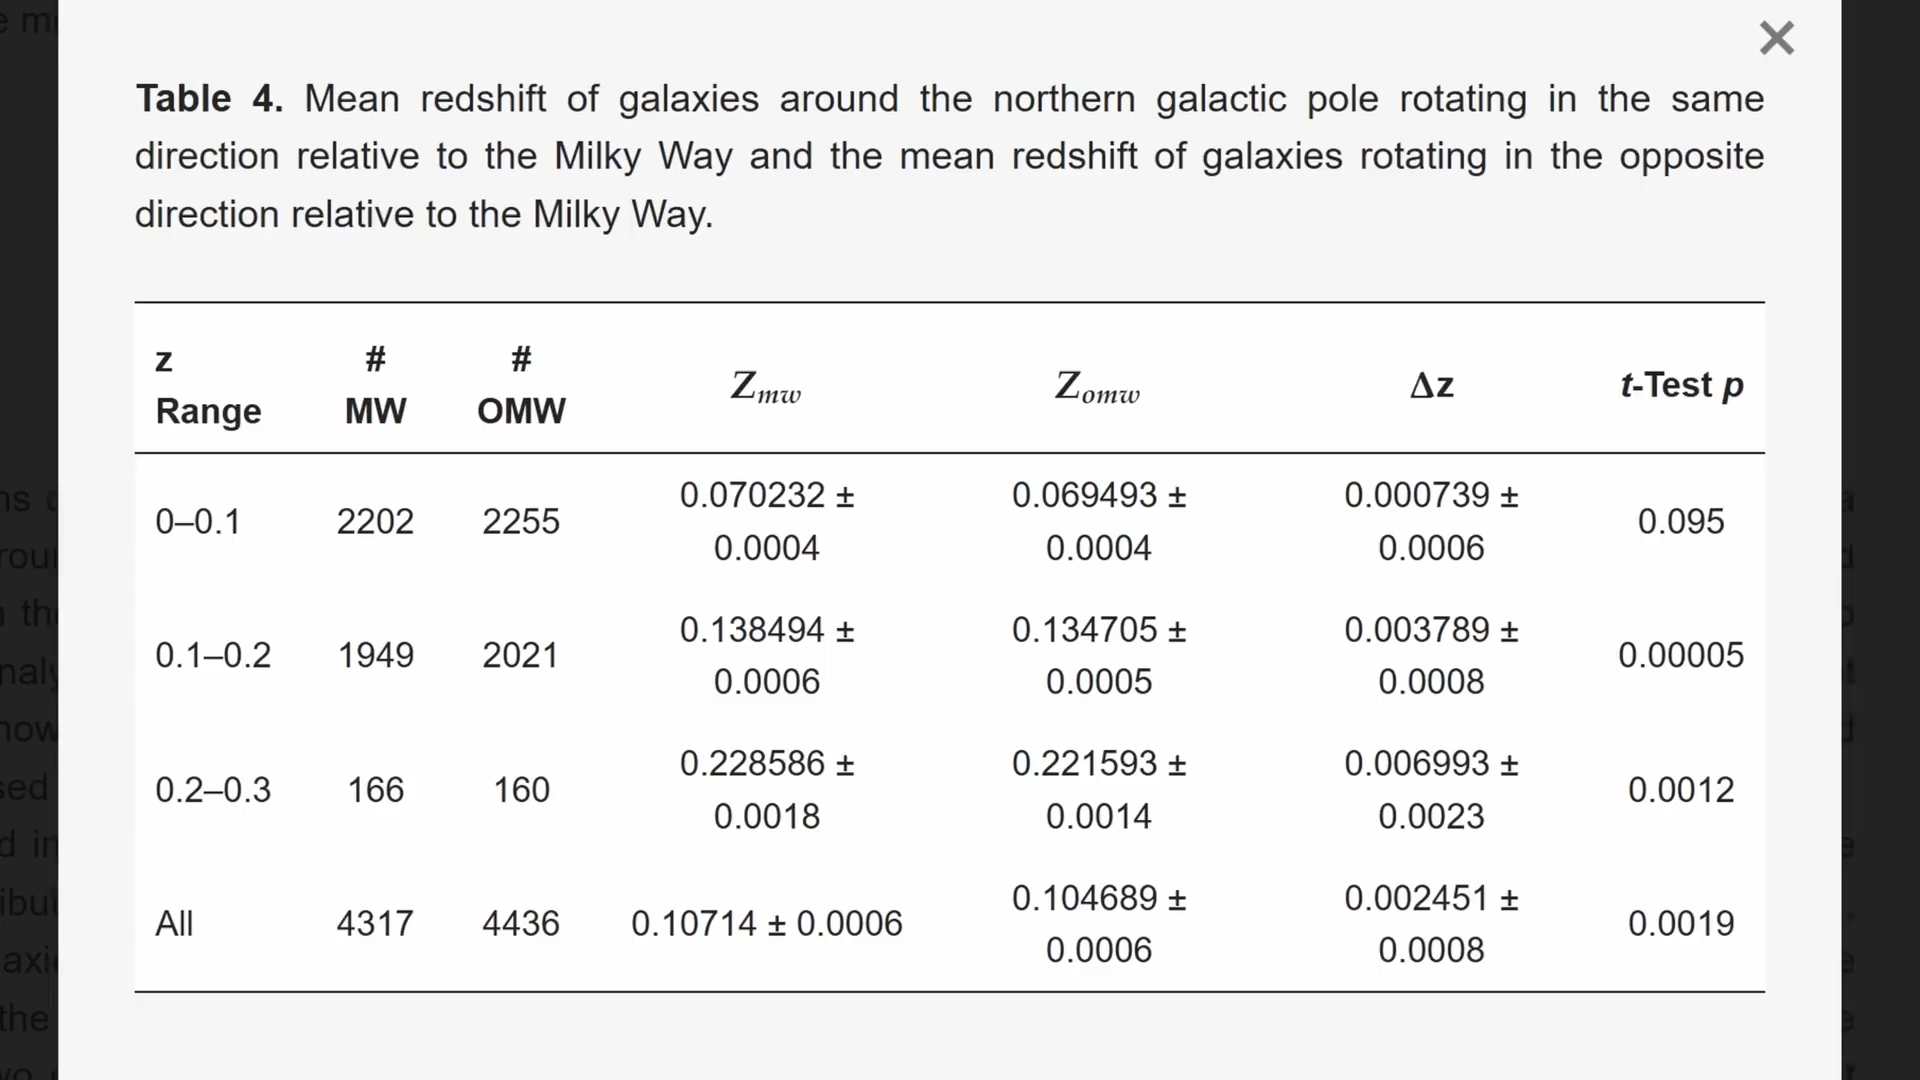 Table 4. Mean redshift of galaxies around the northern galactic pole rotating in the same
direction relative to the Milky Way and the mean redshift of galaxies rotating in the opposite
direction relative to the Milky Way.
z Range # MW # OMW Zmw Zomw Δz t-Test p
0–0.1 2202 2255 0.070232 ± 0.0004 0.069493 ± 0.0004 0.000739 ± 0.0006 0.095
0.1–0.2 1949 2021 0.138494 ± 0.0006 0.134705 ± 0.0005 0.003789 ± 0.0008 0.00005
0.2–0.3 166 160 0.228586 ± 0.0018 0.221593 ± 0.0014 0.006993 ± 0.0023 0.0012
All 4317 4436 0.10714 ± 0.0006 0.104689 ± 0.0006 0.002451 ± 0.0008 0.0019